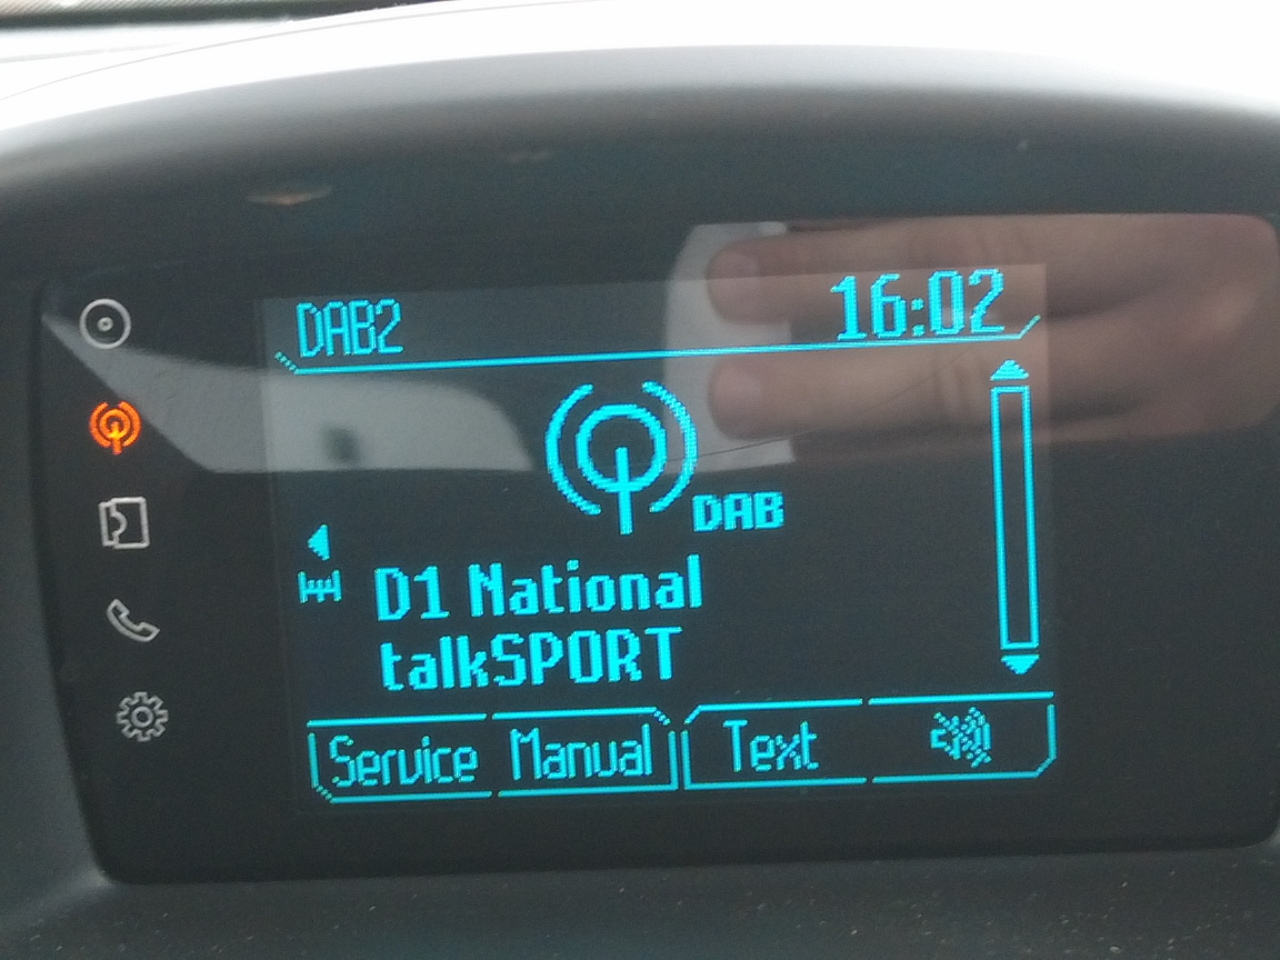 DAB2 16:02
DAB
D1 National
talkSPORT
Service Manual Text